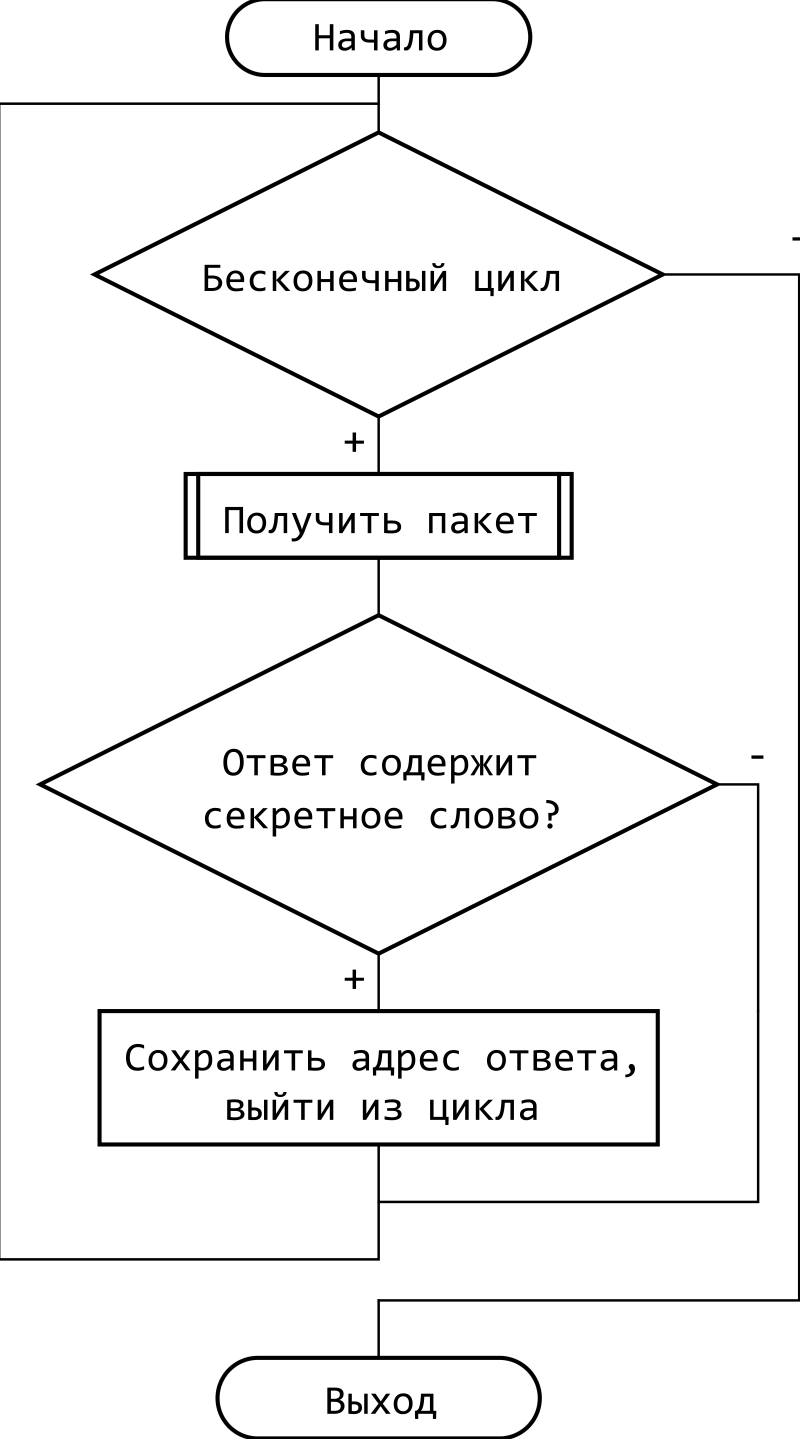 Начало
-
Бесконечный цикл
+
Получить пакет
-
Ответ содержит
секретное слово?
+
Сохранить адрес ответа,
выйти из цикла
Выход